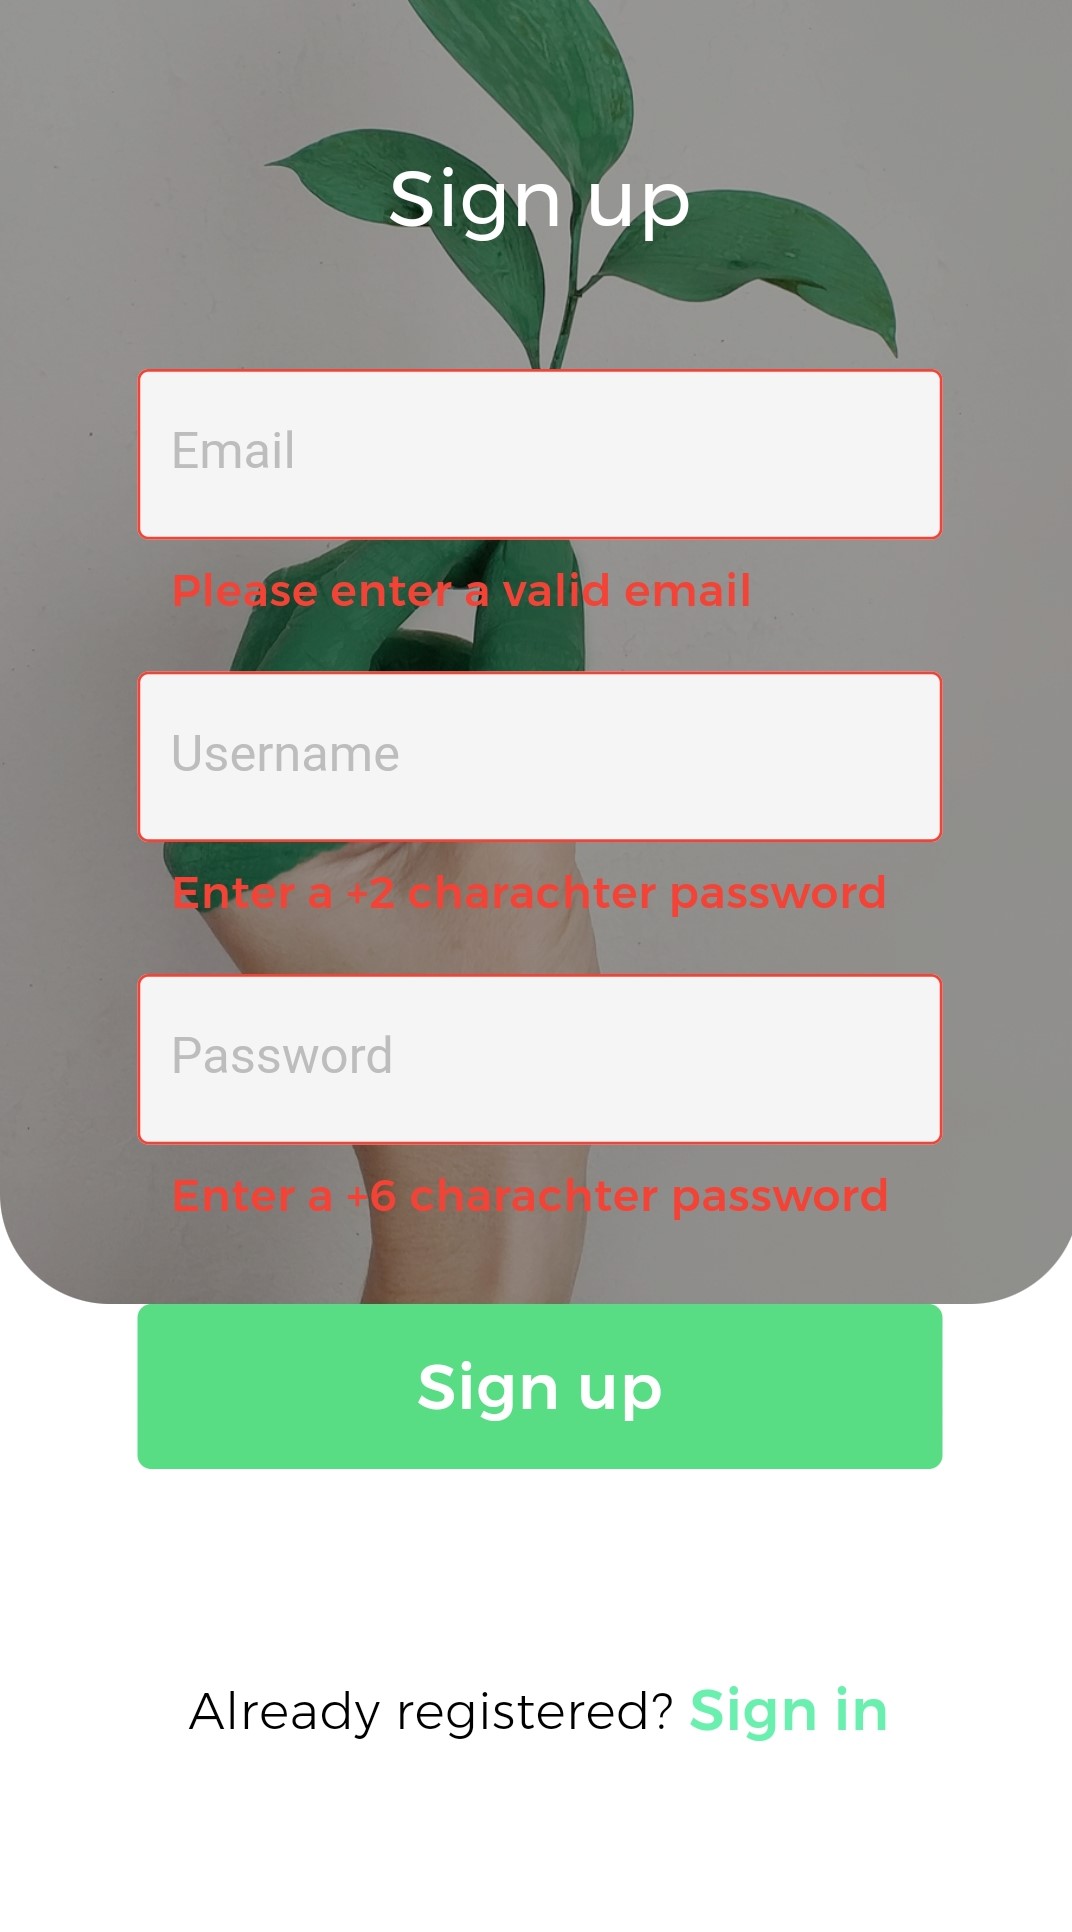 Sign up
Email
Please enter a valid email
Username
Enter a +2 charachter password
Password
Enter a +6 charachter password
Sign up
Already registered? Sign in